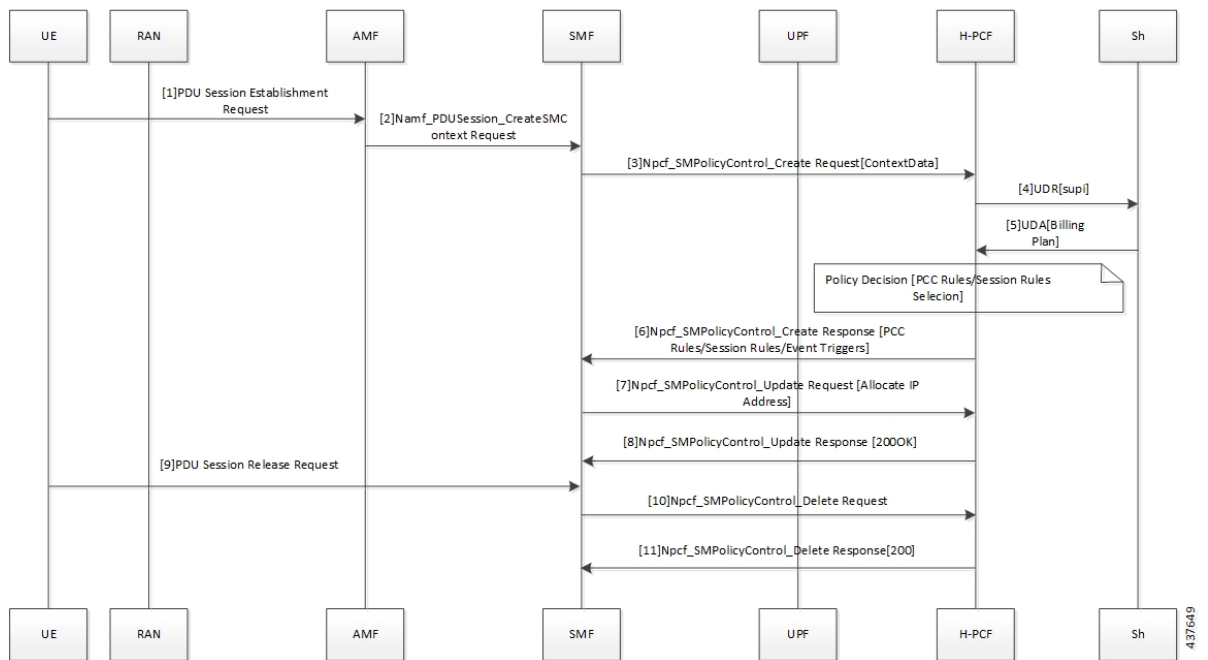 UE
RAN
AMF
SMF
UPF
H-PCF
Sh
[1]PDU Session Establishment
Request
[2]Namf_PDUSession_CreateSMC
ontext Request
[3]Npcf_SMPolicyControl_Create Request[ContextData]
[4]UDR[supi]
[5]UDA[Billing
Plan]
Policy Decision [PCC Rules/Session Rules
Selecion]
[6]Npcf_SMPolicyControl_Create Response [PCC
Rules/Session Rules/Event Triggers]
[7]Npcf_SMPolicyControl_Update Request [Allocate IP
Address]
[8]Npcf_SMPolicyControl_Update Response [200OK]
[9]PDU Session Release Request
[10]Npcf_SMPolicyControl_Delete Request
[11]Npcf_SMPolicyControl_Delete Response[200]
UE
RAN
AMF
SMF
UPF
H-PCF
Sh
437649